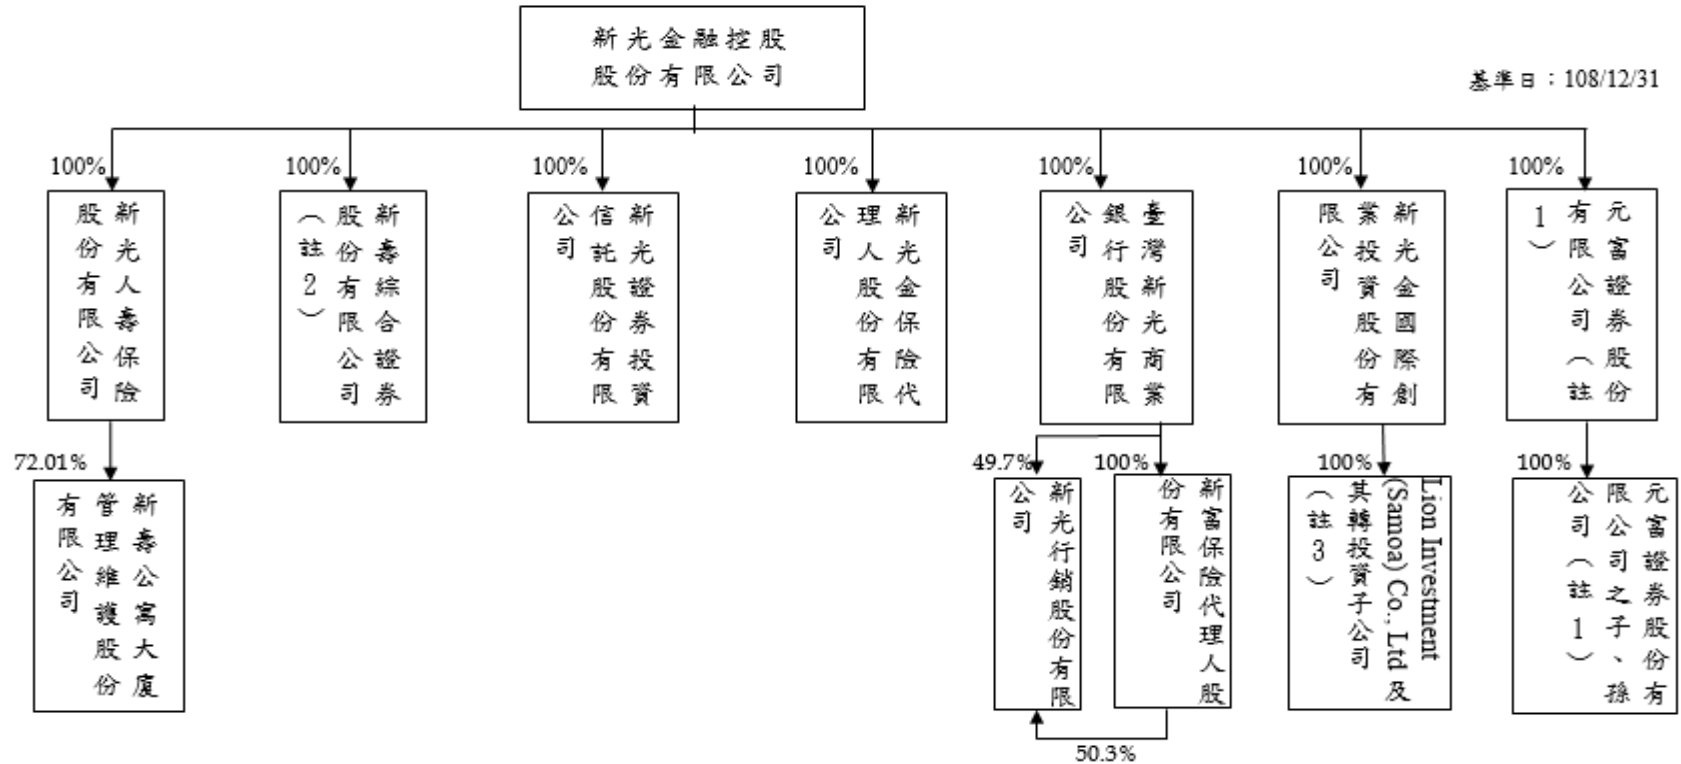 新光金融控股
股份有限公司
基準日：108/12/31
100%
100%
100%
100%
100%
100%
100%
新光人壽保險
股份有限公司
新壽綜合證券
股份有限公司
（註2）
新光證券投資
信託股份有限
公司
新光金保險代
理人股份有限
公司
臺灣新光商業
銀行股份有限
公司
新光金國際創
業投資股份有
限公司
元富證券（股份
有限公司（註
1）
72.01%
49.7%
100%
100%
100%
新壽公寓大廈
管理維護股份
有限公司
新光行銷股份有限
公司
新富保險代理人股
份有限公司
Lion Investment
(Samoa) Co., Ltd 及
其轉投資子公司
（註3）
元富證券股份有
限公司之子、孫
公司（註1）
50.3%